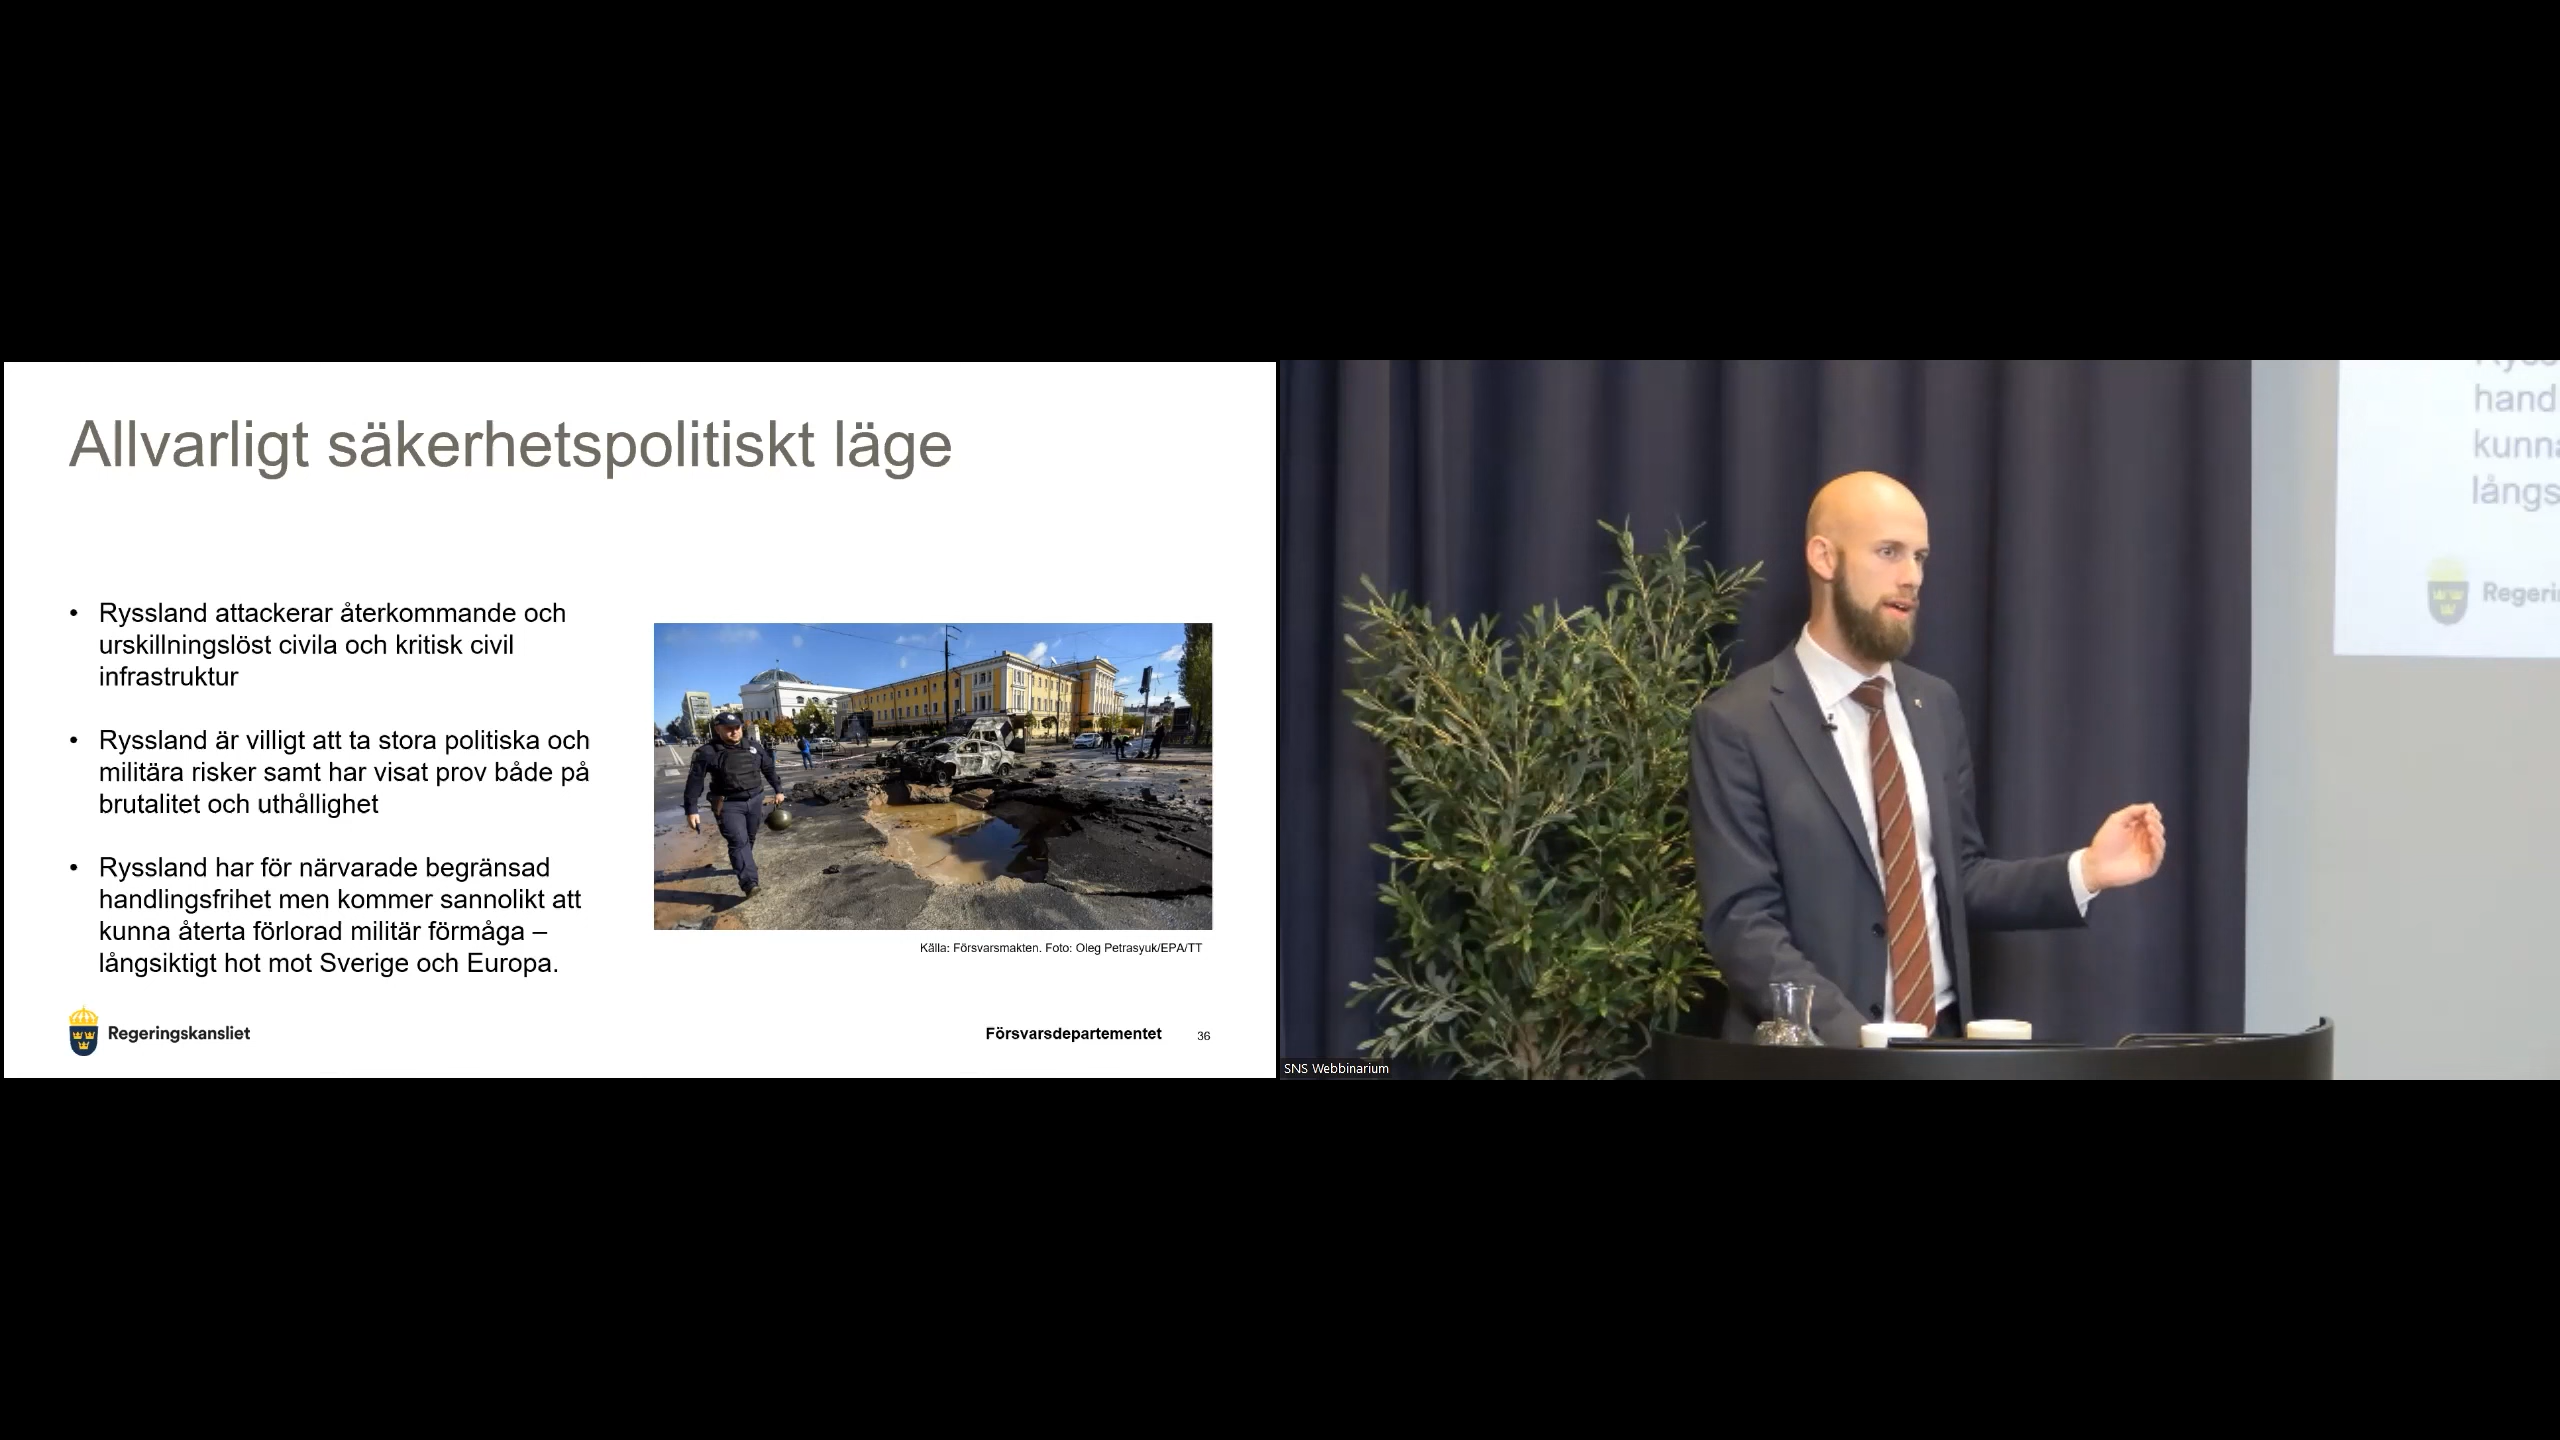 Allvarligt säkerhetspolitiskt läge
• Ryssland attackerar återkommande och
urskillningslöst civila och kritisk civil
infrastruktur
• Ryssland är villigt att ta stora politiska och
militära risker samt har visat prov både på
brutalitet och uthållighet
• Ryssland har för närvarade begränsad
handlingsfrihet men kommer sannolikt att
kunna återta förlorad militär förmåga –
långsiktigt hot mot Sverige och Europa.
Källa: Försvarsmakten. Foto: Oleg Petrasyuk/EPA/TT
Regeringskansliet
Försvarsdepartementet
36
hand
kunna
långs
Regeri
SNS Webbinarium